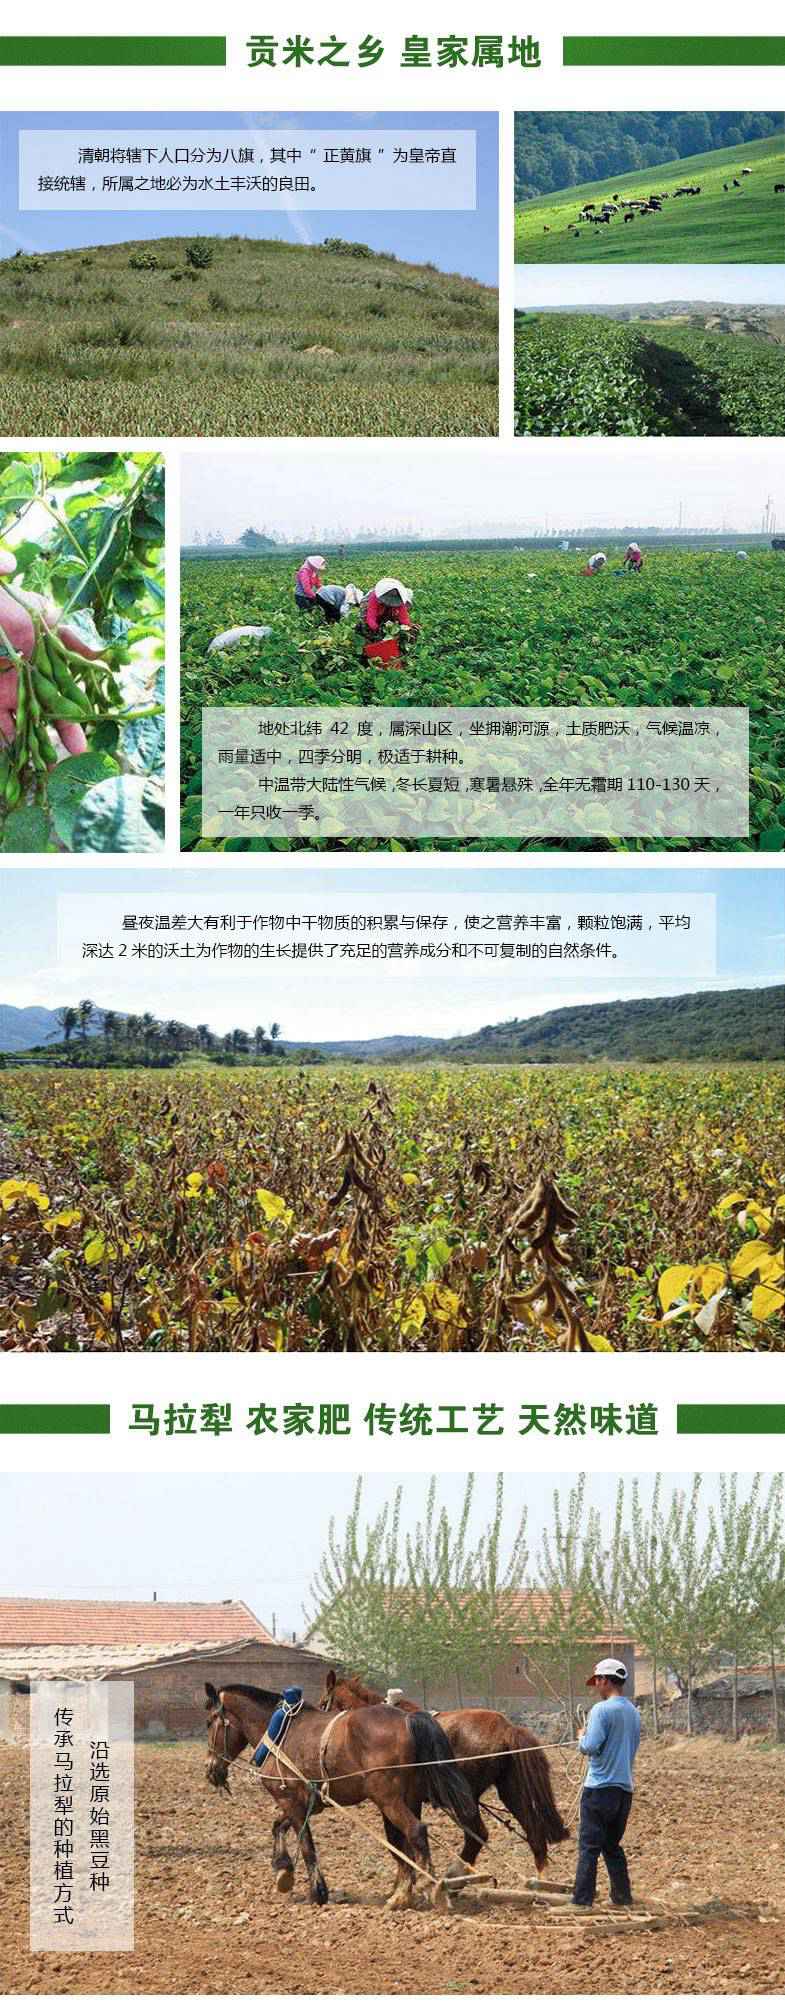 贡米之乡 皇家属地
清朝将辖下人口分为八旗，其中“ 正黄旗 ”为皇帝直
接统辖，所属之地必为水土丰沃的良田。
地处北纬 42 度，属深山区，坐拥潮河源，土质肥沃，气候温凉，
雨量适中，四季分明，极适于耕种。
中温带大陆性气候，冬长夏短，寒暑悬殊，全年无霜期110-130天，
一年只收一季。
昼夜温差大有利于作物中干物质的积累与保存，使之营养丰富，颗粒饱满，平均
深达2米的沃土为作物的生长提供了充足的营养成分和不可复制的自然条件。
马拉犁 农家肥 传统工艺 天然味道
沿选原始黑豆种
传承马拉犁的种植方式